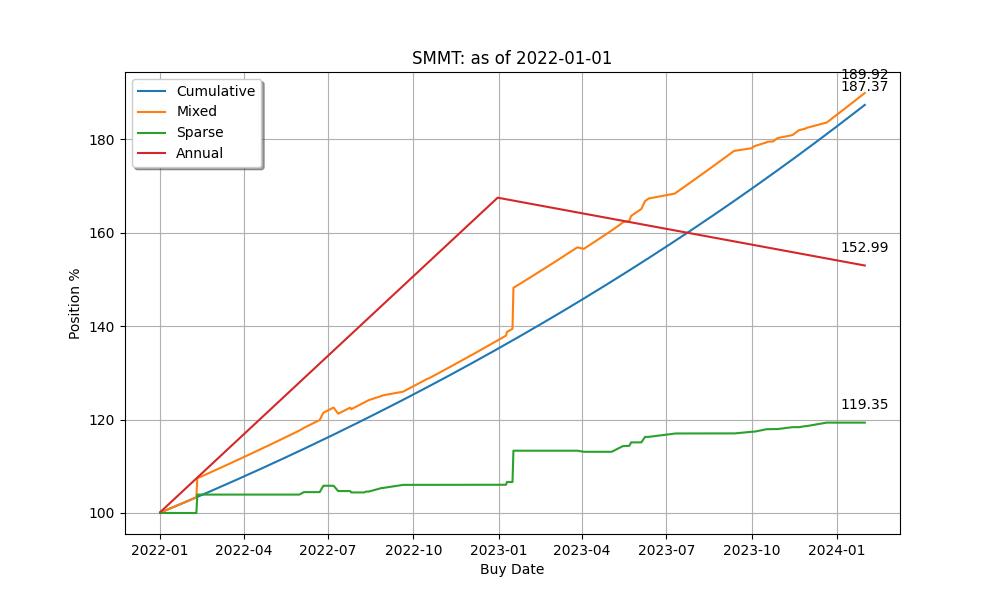 SMMT: as of 2022-01-01
189.92
187.37
Cumulative
Mixed
Sparse
Annual
180
160
152.99
Position %
140
120
119.35
100
2022-01 2022-04 2022-07 2022-10 2023-01 2023-04 2023-07 2023-10 2024-01
Buy Date